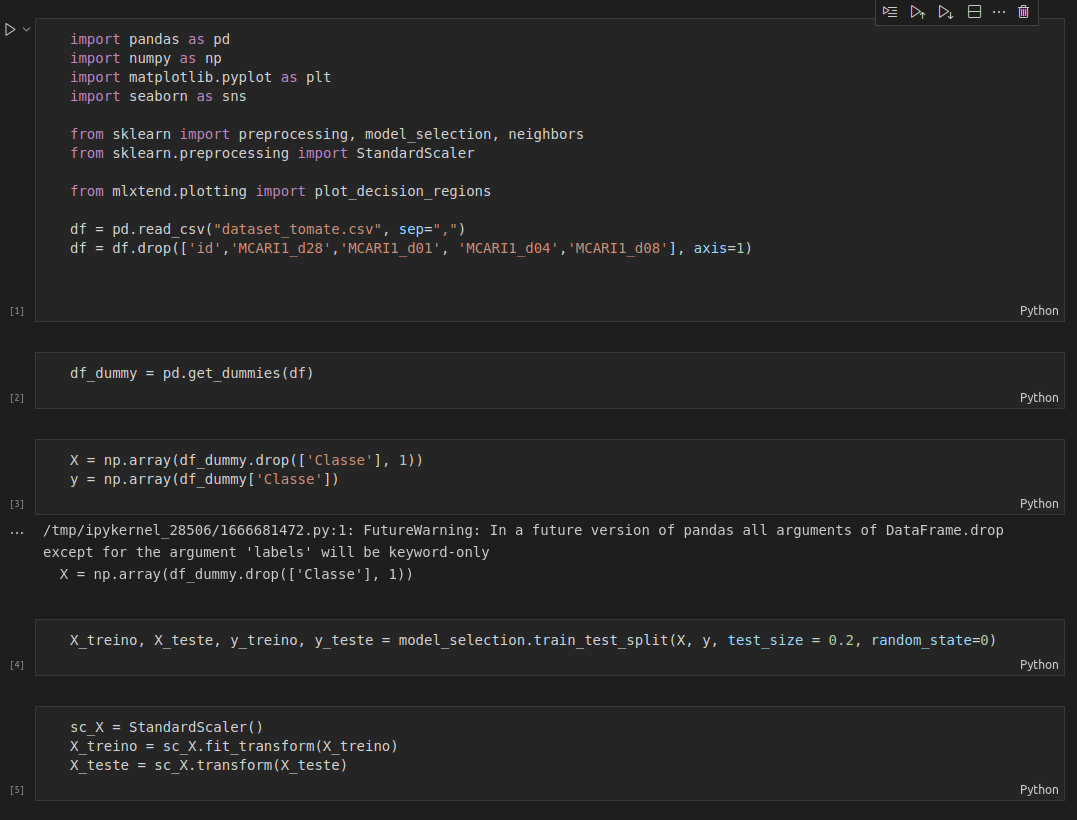 import pandas as pd
import numpy as np
import matplotlib.pyplot as plt
import seaborn as sns
from sklearn import preprocessing, model_selection, neighbors
from sklearn.preprocessing import StandardScaler
from mlxtend.plotting import plot_decision_regions
df = pd.read_csv("dataset_tomate.csv", sep=",")
df = df.drop(['id','MCARI1_d28','MCARI1_d01', 'MCARI1_d04','MCARI1_d08'], axis=1)
[1]
Python
df_dummy = pd.get_dummies(df)
[2]
Python
X = np.array(df_dummy.drop(['Classe'], 1))
y = np.array(df_dummy['Classe'])
[3]
Python
/tmp/ipykernel_28506/1666681472.py:1: FutureWarning: In a future version of pandas all arguments of DataFrame.drop
except for the argument 'labels' will be keyword-only
X = np.array(df_dummy.drop(['Classe'], 1))
X_treino, X_teste, y_treino, y_teste = model_selection.train_test_split(X, y, test_size = 0.2, random_state=0)
[4]
Python
sc_X = StandardScaler()
X_treino = sc_X.fit_transform(X_treino)
X_teste = sc_X.transform(X_teste)
[5]
Python